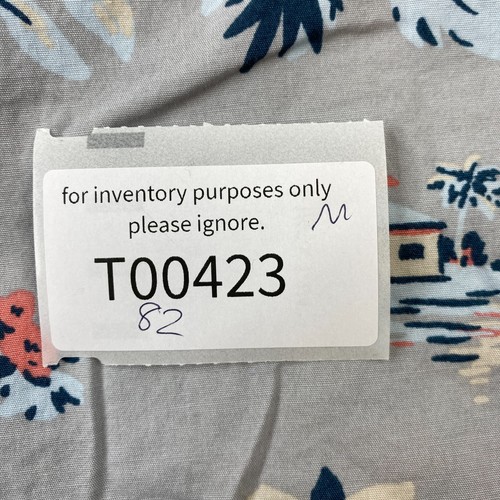 for inventory purposes only
please ignore.
M
T00423
82